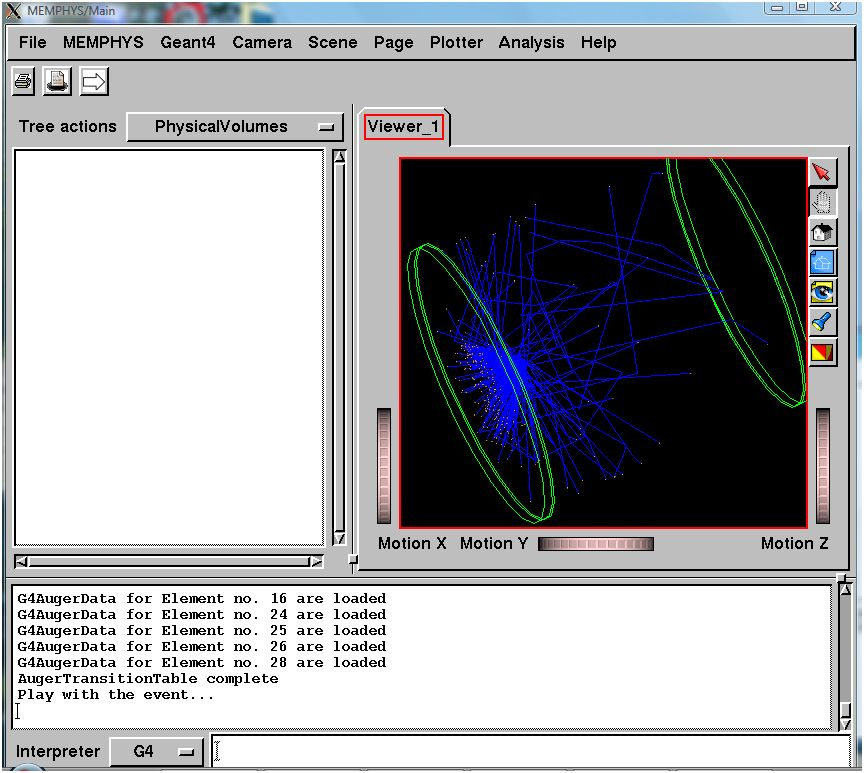 MEMPHYS/Main
File MEMPHYS Geant4 Camera Scene Page Plotter Analysis Help
Tree actions PhysicalVolumes
Viewer_1
Motion X Motion Y Motion Z
G4AugerData for Element no. 16 are loaded
G4AugerData for Element no. 24 are loaded
G4AugerData for Element no. 25 are loaded
G4AugerData for Element no. 26 are loaded
G4AugerData for Element no. 28 are loaded
AugerTransitionTable complete
Play with the event...
Interpreter G4